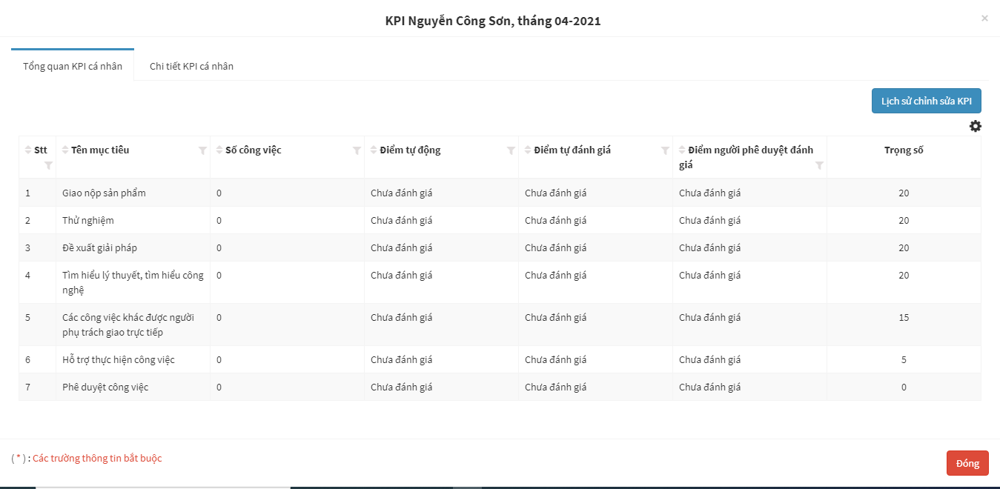 KPI Nguyễn Công Sơn, tháng 04-2021
×
Tổng quan KPI cá nhân Chi tiết KPI cá nhân
Lịch sử chỉnh sửa KPI
Stt Tên mục tiêu Số công việc Điểm tự động Điểm tự đánh giá Điểm người phê duyệt đánh Trọng số
giá
1 Giao nộp sản phẩm 0 Chưa đánh giá Chưa đánh giá Chưa đánh giá 20
2 Thử nghiệm 0 Chưa đánh giá Chưa đánh giá Chưa đánh giá 20
3 Đề xuất giải pháp 0 Chưa đánh giá Chưa đánh giá Chưa đánh giá 20
4 Tìm hiểu lý thuyết, tìm hiểu công 0 Chưa đánh giá Chưa đánh giá Chưa đánh giá 20
nghệ
5 Các công việc khác được người 0 Chưa đánh giá Chưa đánh giá Chưa đánh giá 15
phụ trách giao trực tiếp
6 Hỗ trợ thực hiện công việc 0 Chưa đánh giá Chưa đánh giá Chưa đánh giá 5
7 Phê duyệt công việc 0 Chưa đánh giá Chưa đánh giá Chưa đánh giá 0
( * ) : Các trường thông tin bắt buộc
Đóng